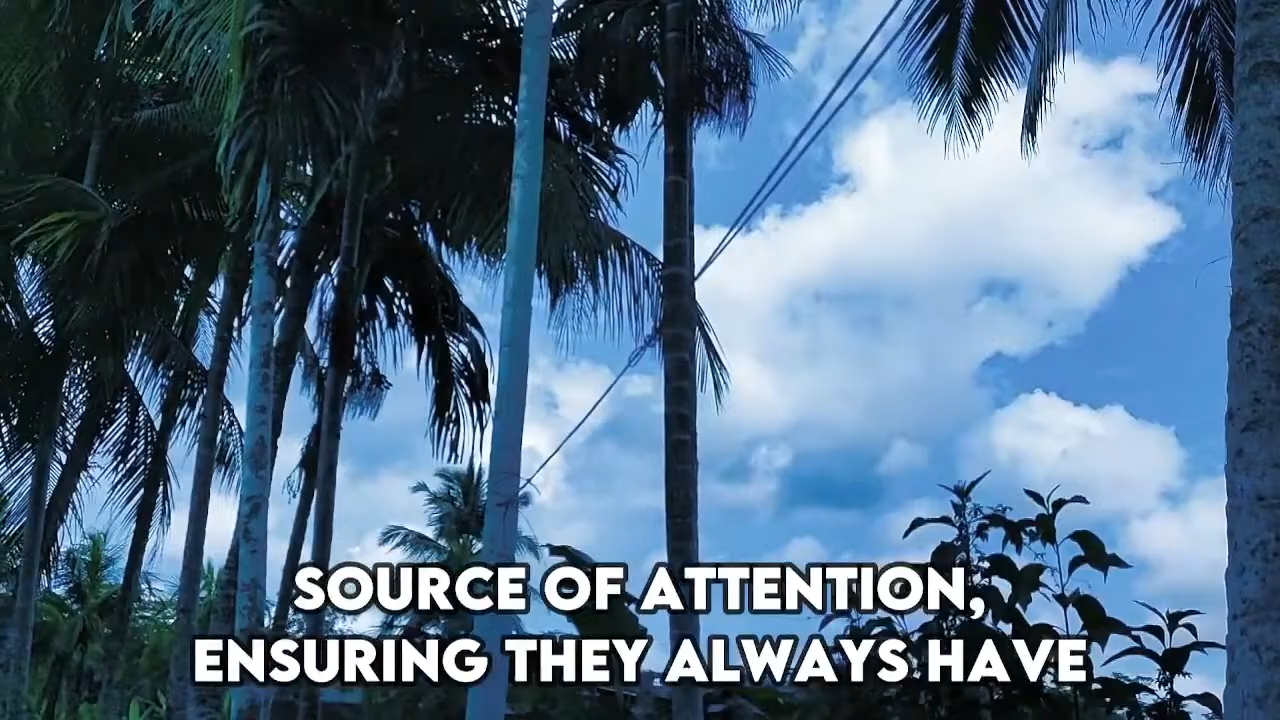 SOURCE OF ATTENTION,
ENSURING THEY ALWAYS HAVE